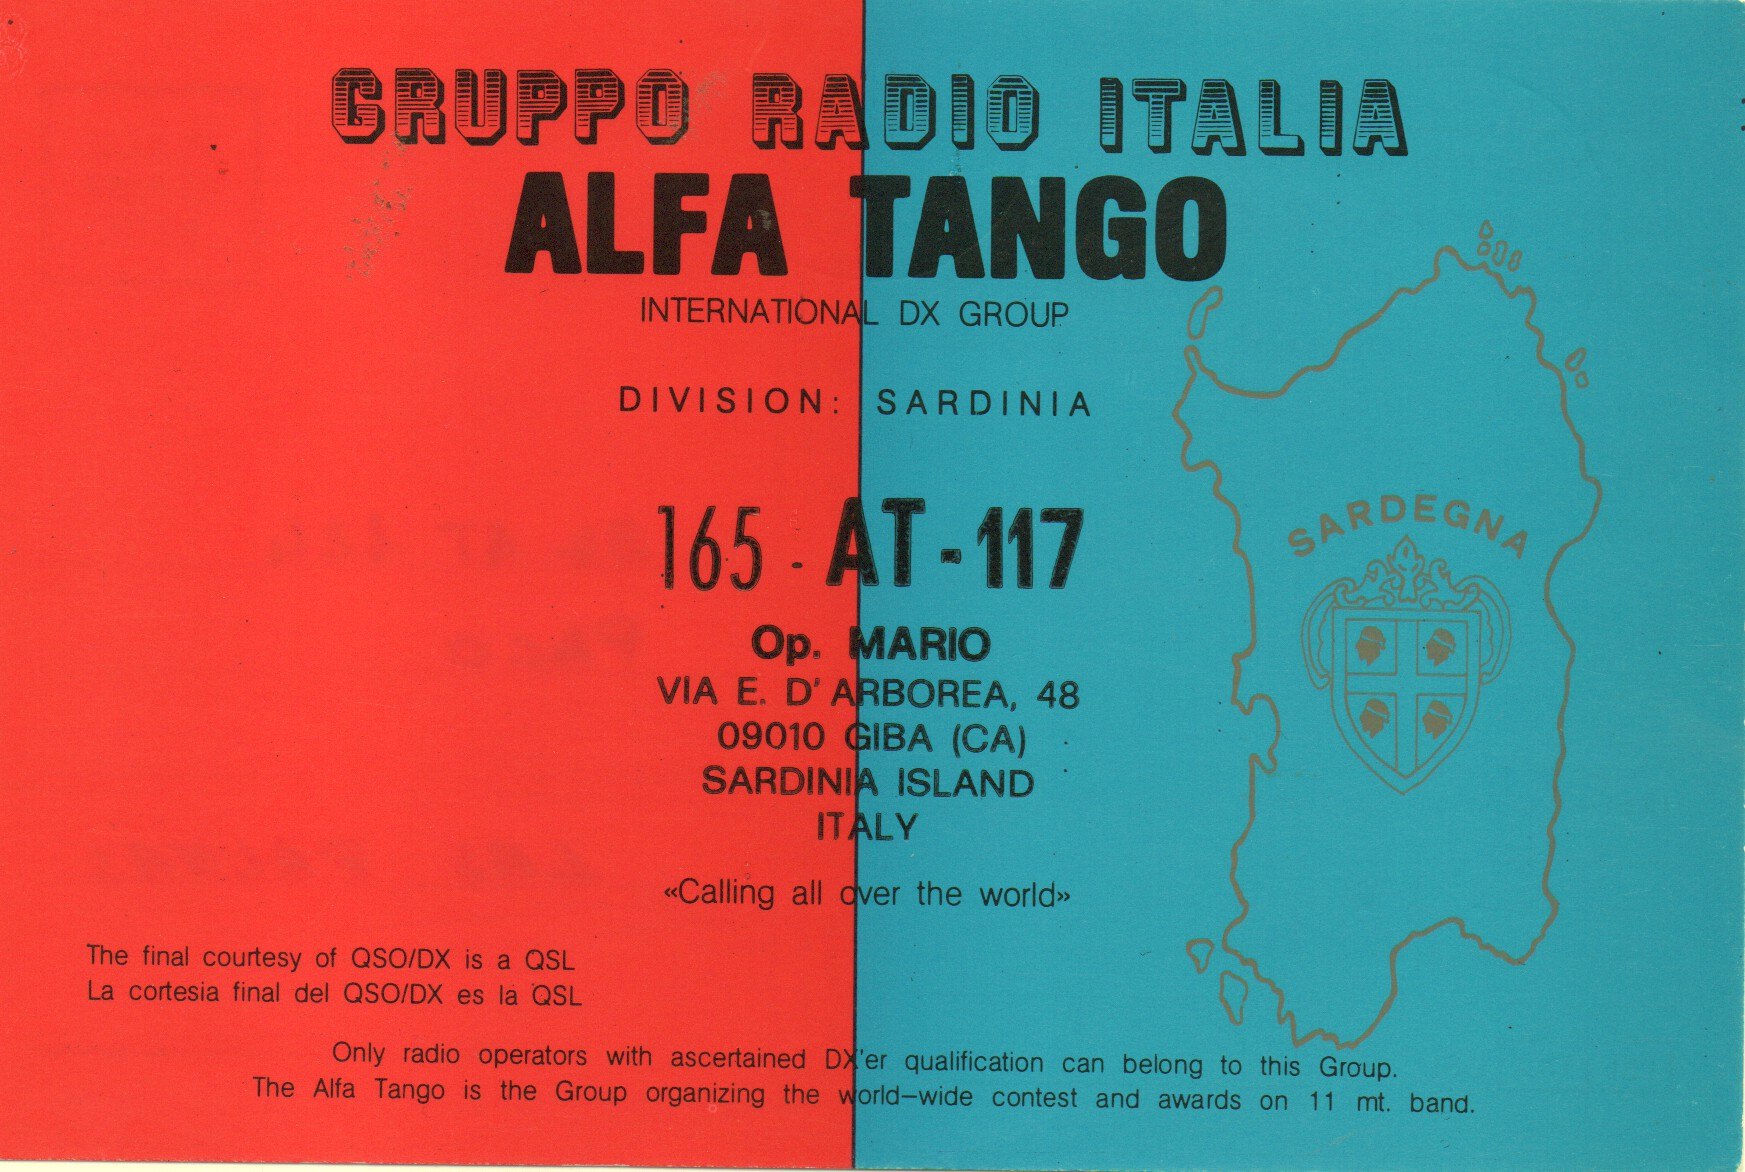 GRUPPO RADIO ITALIA
ALFA TANGO
INTERNATIONAL DX GROUP
DIVISION: SARDINIA
165 - AT - 117
Op. MARIO
VIA E. D'ARBOREA, 48
09010 GIBA (CA)
SARDINIA ISLAND
ITALY
«Calling all over the world»
SARDEGNA
The final courtesy of QSO/DX is a QSL
La cortesia final del QSO/DX es la QSL
Only radio operators with ascertained DX'er qualification can belong to this Group.
The Alfa Tango is the Group organizing the world-wide contest and awards on 11 mt. band.